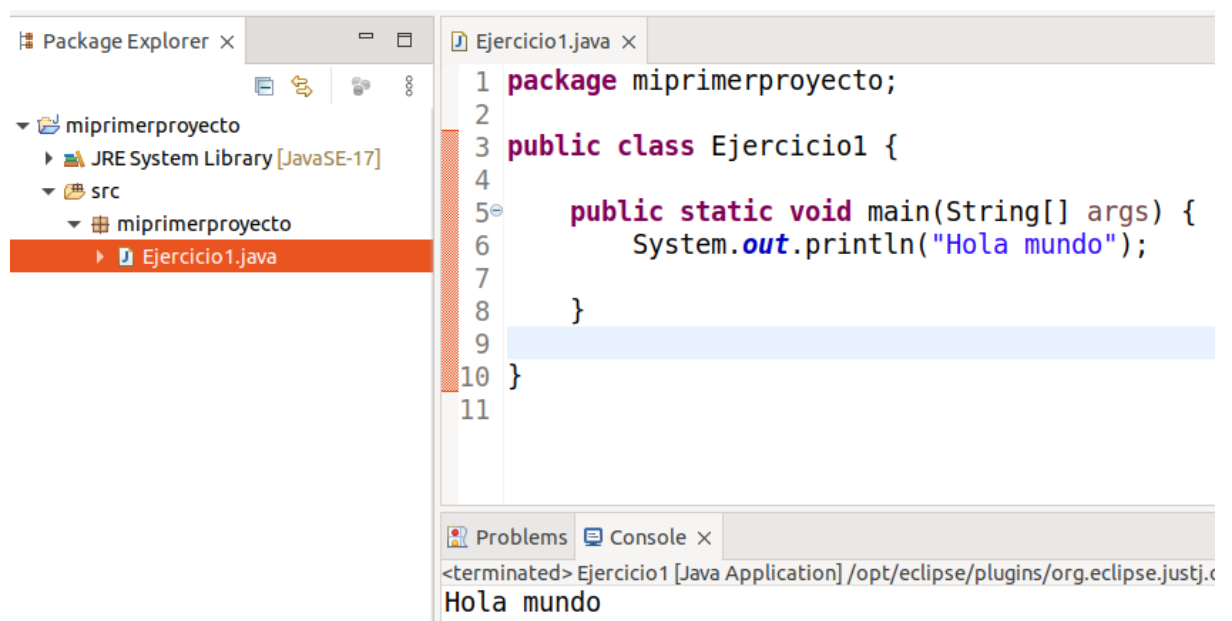 Package Explorer
miprimerproyecto
JRE System Library [JavaSE-17]
src
miprimerproyecto
Ejercicio1.java
Ejercicio1.java
1 package miprimerproyecto;
2
3 public class Ejercicio1 {
4
5 public static void main(String[] args) {
6 System.out.println("Hola mundo");
7
8 }
9
10 }
11
Problems Console
<terminated> Ejercicio1 [Java Application] /opt/eclipse/plugins/org.eclipse.justj.o
Hola mundo